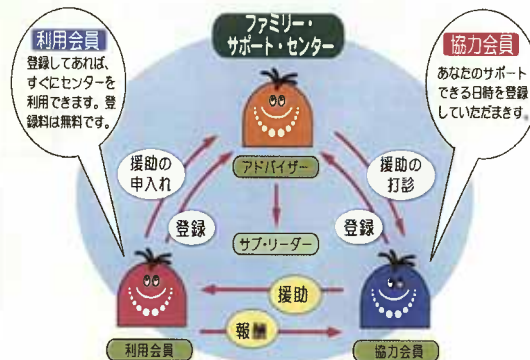 ファミリー・
サポート・センター
利用会員
登録してあれば、
すぐにセンターを
利用できます。登
録料は無料です。
協力会員
あなたのサポート
できる日時を登録
していただまきす。
アドバイザー
援助の
申入れ
援助の
打診
登録
登録
サブ・リーダー
援助
報酬
利用会員
協力会員